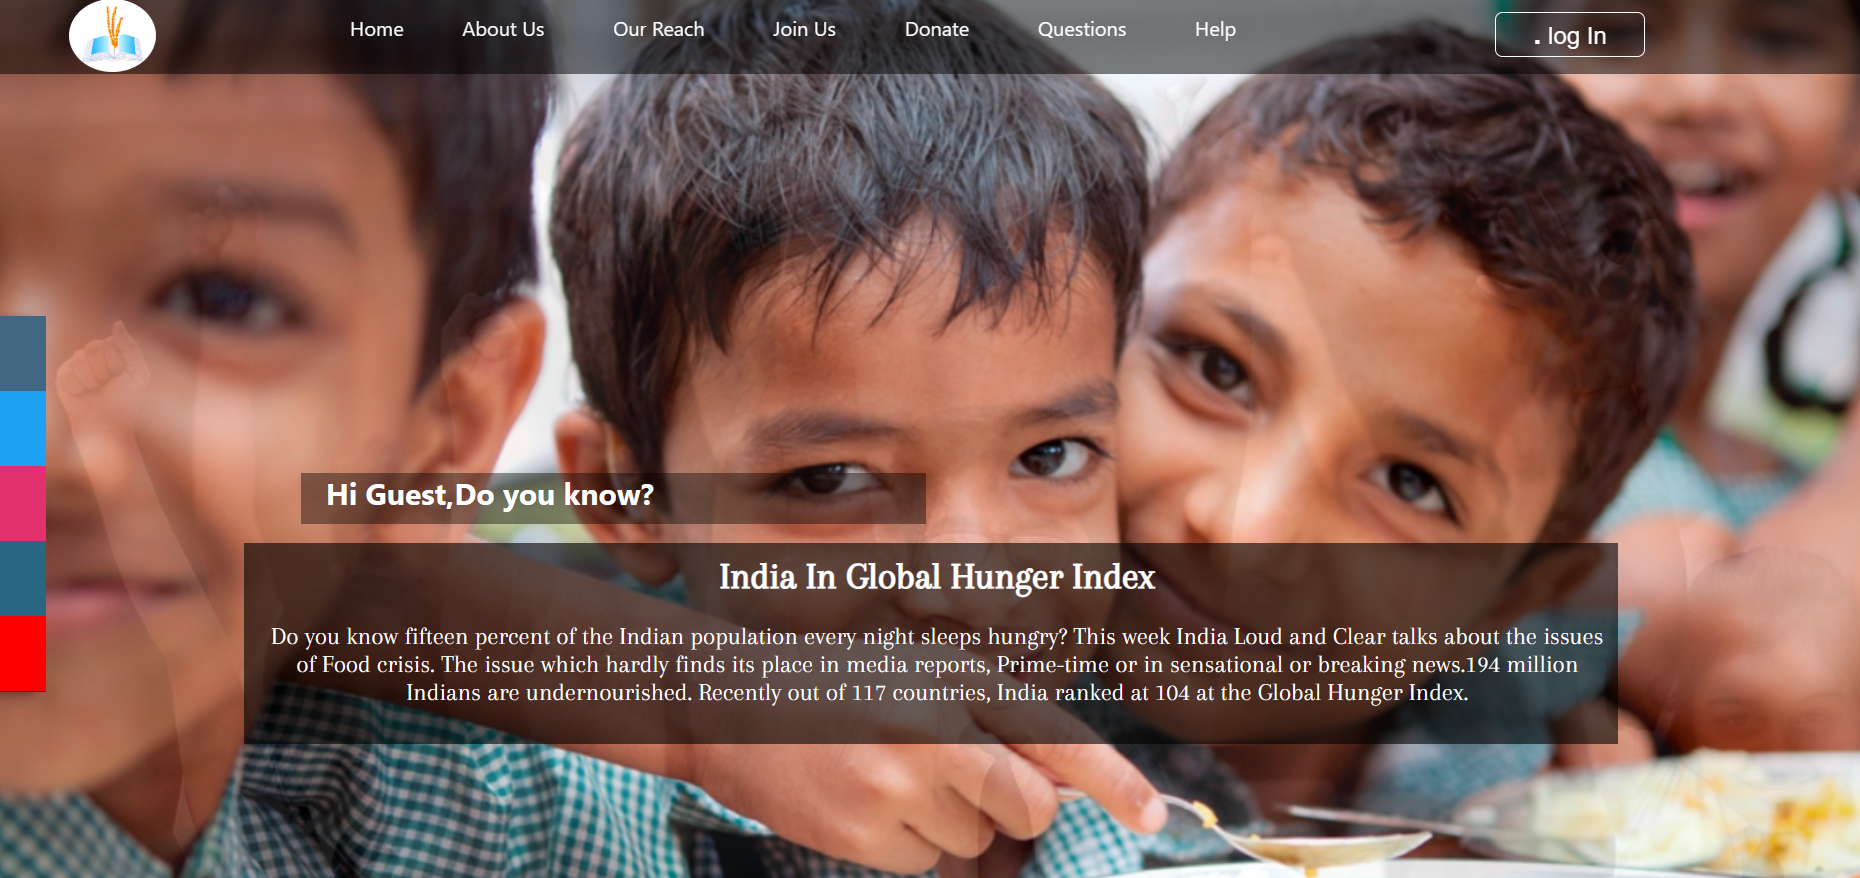 Home About Us Our Reach Join Us Donate Questions Help . log In
Hi Guest,Do you know?
India In Global Hunger Index
Do you know fifteen percent of the Indian population every night sleeps hungry? This week India Loud and Clear talks about the issues
of Food crisis. The issue which hardly finds its place in media reports, Prime-time or in sensational or breaking news.194 million
Indians are undernourished. Recently out of 117 countries, India ranked at 104 at the Global Hunger Index.